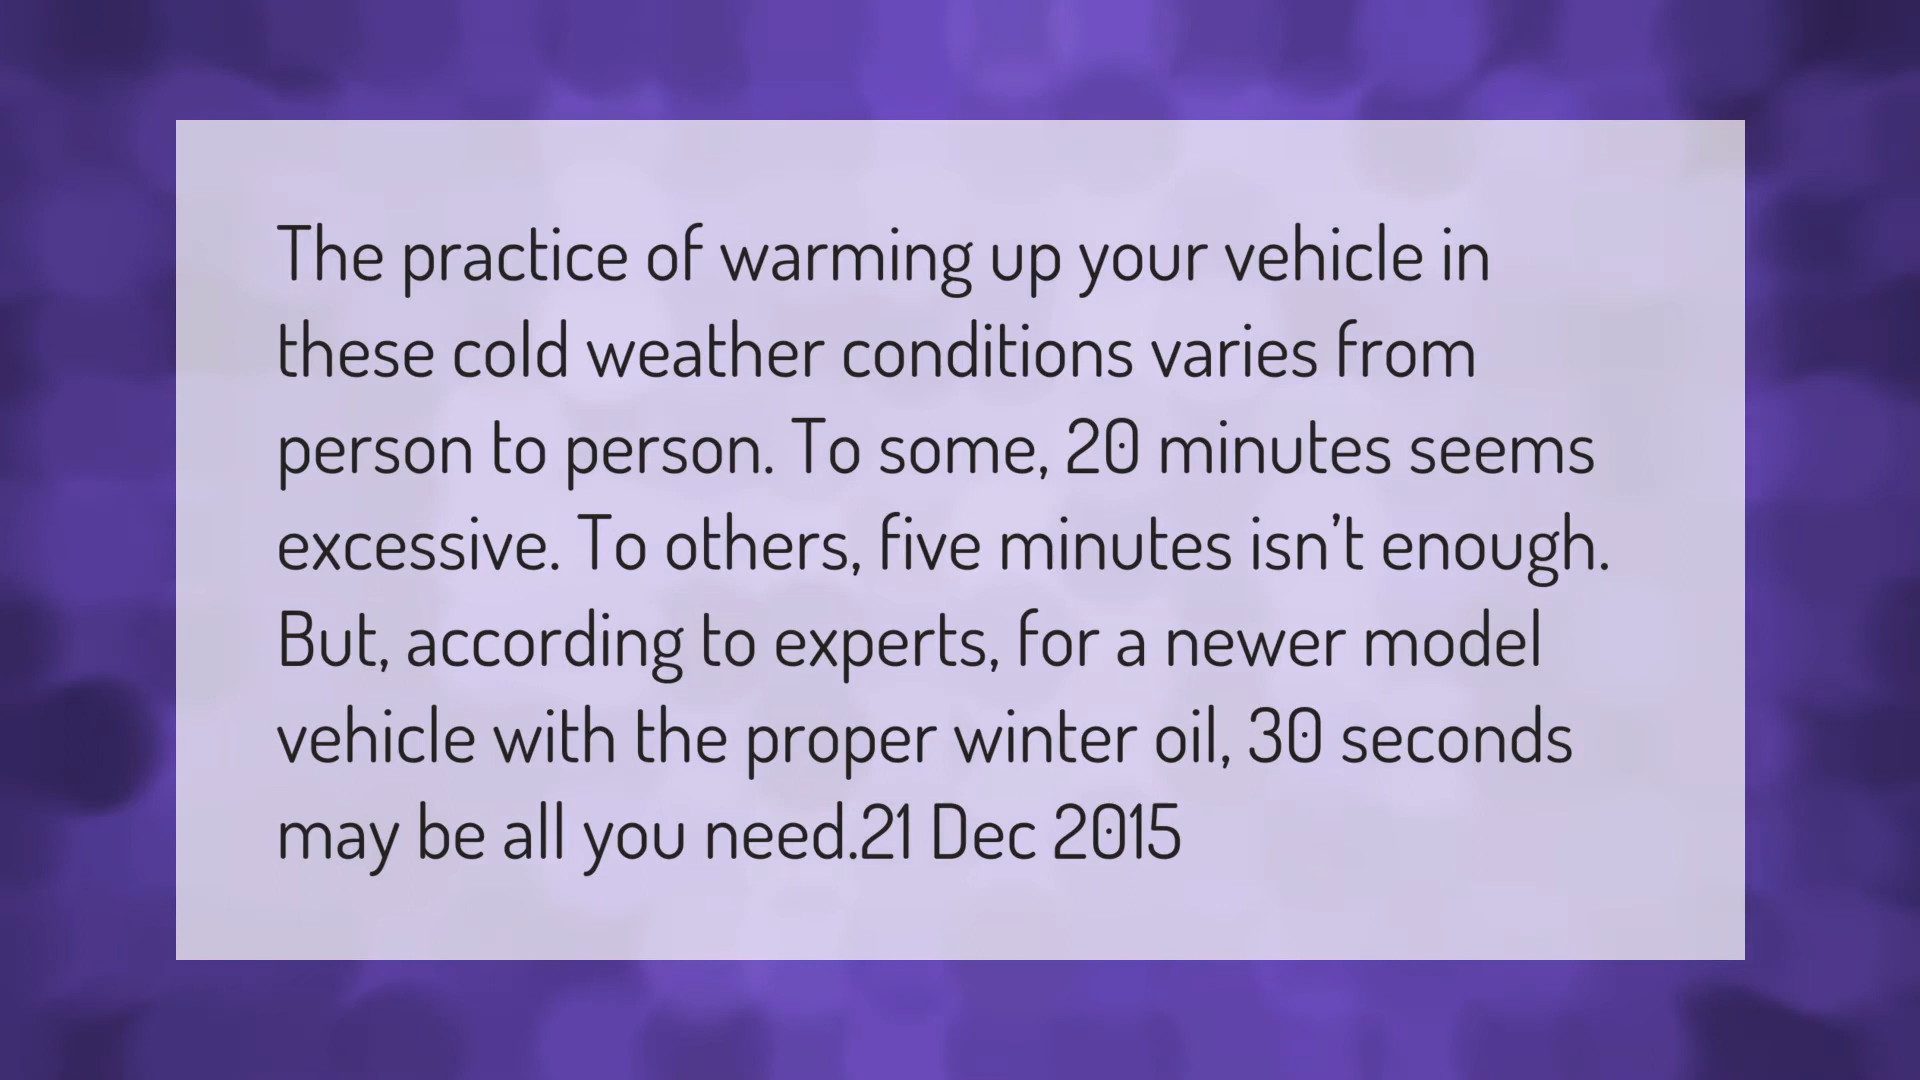 The practice of warming up your vehicle in
these cold weather conditions varies from
person to person. To some, 20 minutes seems
excessive. To others, five minutes isn’t enough.
But, according to experts, for a newer model
vehicle with the proper winter oil, 30 seconds
may be all you need.21 Dec 2015